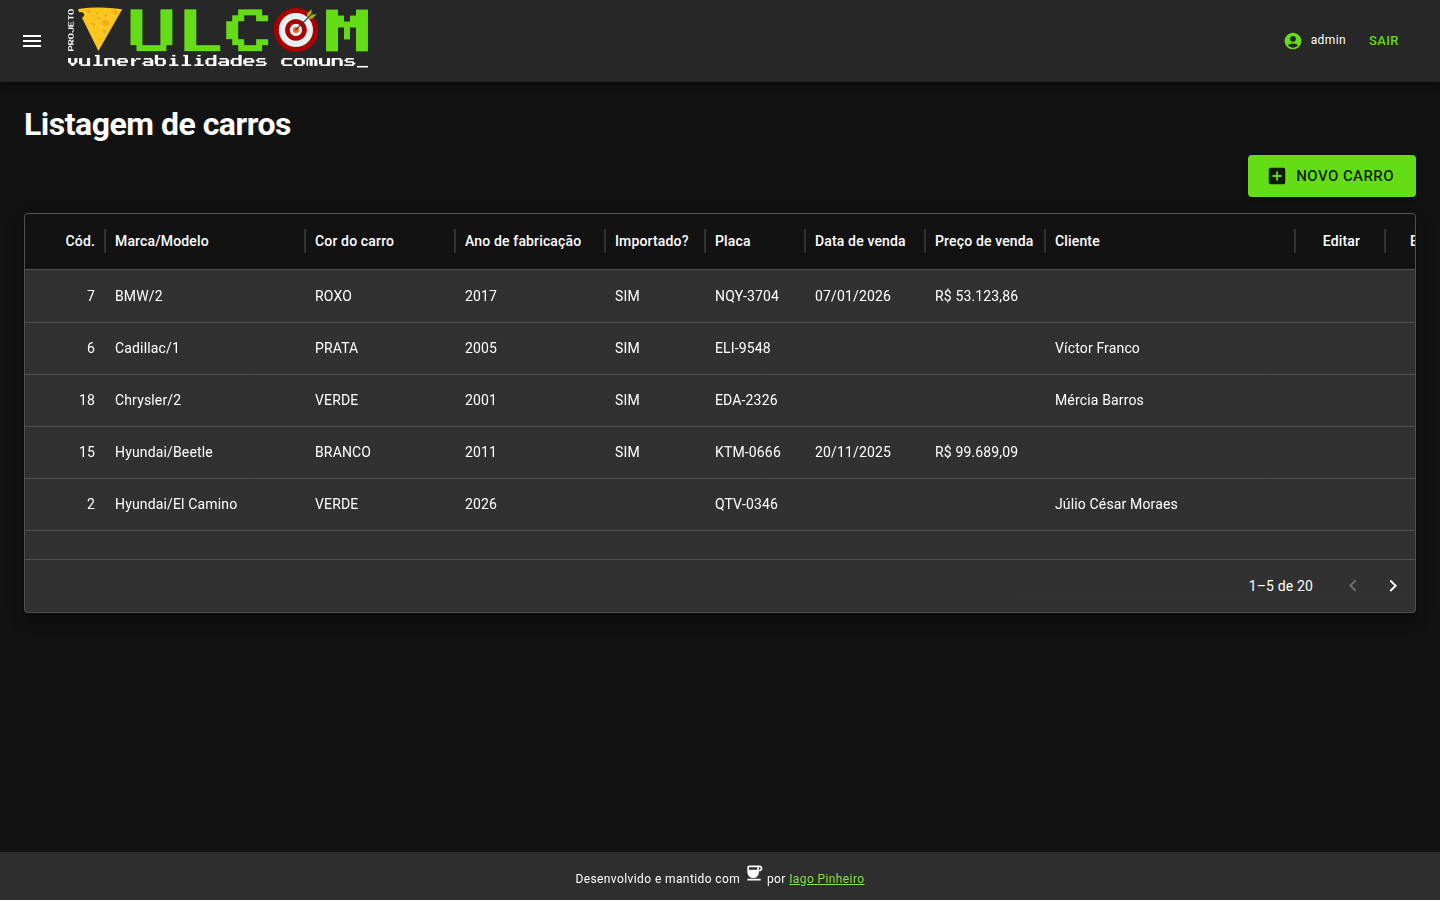 PROJETO VULCOM
vulnerabilidades comuns_
admin SAIR
Listagem de carros
NOVO CARRO
Cód. Marca/Modelo Cor do carro Ano de fabricação Importado? Placa Data de venda Preço de venda Cliente Editar
7 BMW/2 ROXO 2017 SIM NQY-3704 07/01/2026 R$ 53.123,86
6 Cadillac/1 PRATA 2005 SIM ELI-9548 Víctor Franco
18 Chrysler/2 VERDE 2001 SIM EDA-2326 Mércia Barros
15 Hyundai/Beetle BRANCO 2011 SIM KTM-0666 20/11/2025 R$ 99.689,09
2 Hyundai/El Camino VERDE 2026 QTV-0346 Júlio César Moraes
1–5 de 20
Desenvolvido e mantido com por Iago Pinheiro